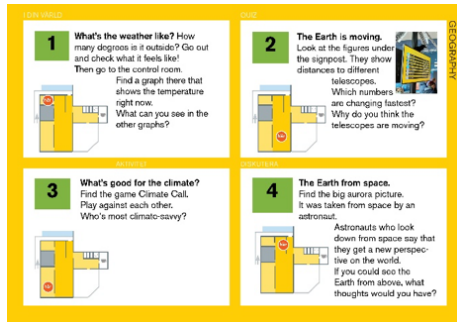 I DIN VÄRLD
1
What's the weather like? How
many degrees is it outside? Go out
and check what it feels like!
Then go to the control room.
Find a graph there that
shows the temperature
right now.
What can you see in the
other graphs?
QUIZ
2
The Earth is moving.
Look at the figures under
the signpost. They show
distances to different
telescopes.
Which numbers
are changing fastest?
Why do you think the
telescopes are moving?
GEOGRAPHY
AKTIVITET
3
What's good for the climate?
Find the game Climate Call.
Play against each other.
Who's most climate-savvy?
DISKUTERA
4
The Earth from space.
Find the big aurora picture.
It was taken from space by an
astronaut.
Astronauts who look
down from space say that
they get a new perspec-
tive on the world.
If you could see the
Earth from above, what
thoughts would you have?